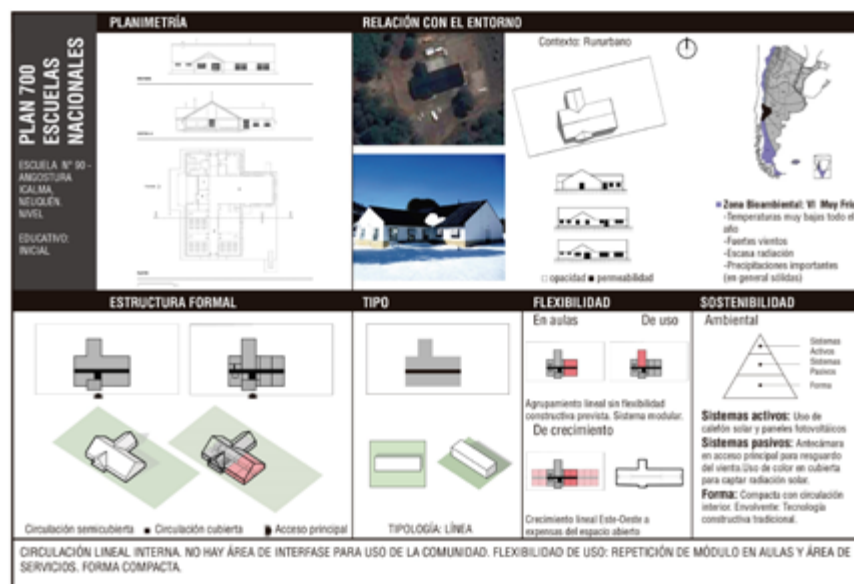 PLANIMETRÍA
RELACIÓN CON EL ENTORNO
PLAN 700
ESCUELAS
NACIONALES
ESCUELA N° 90 -
ANGOSTURA
ICALMA,
NEUQUÉN.
NIVEL
EDUCATIVO:
INICIAL
Contexto: Rururbano
Zona Bioambiental: VI Muy Frío
-Temperaturas muy bajas todo el
año
-Fuertes vientos
-Escasa radiación
-Precipitaciones importantes
(en general sólidas)
opacidad permeabilidad
ESTRUCTURA FORMAL
TIPO
FLEXIBILIDAD
SOSTENIBILIDAD
En aulas De uso
Ambiental
Sistemas
Activos
Sistemas
Pasivos
Forma
Agrupamiento lineal sin flexibilidad
constructiva prevista. Sistema modular.
De crecimiento
Crecimiento lineal Este-Oeste a
expensas del espacio abierto
Sistemas activos: Uso de
calefón solar y paneles fotovoltaicos
Sistemas pasivos: Antecámara
en acceso principal para resguardo
del viento.Uso de color en cubierta
para captar radiación solar.
Forma: Compacta con circulación
interior. Envolvente: Tecnología
constructiva tradicional.
Circulación semicubierta Circulación cubierta Acceso principal
TIPOLOGÍA: LÍNEA
CIRCULACIÓN LINEAL INTERNA. NO HAY ÁREA DE INTERFASE PARA USO DE LA COMUNIDAD. FLEXIBILIDAD DE USO: REPETICIÓN DE MÓDULO EN AULAS Y ÁREA DE
SERVICIOS. FORMA COMPACTA.